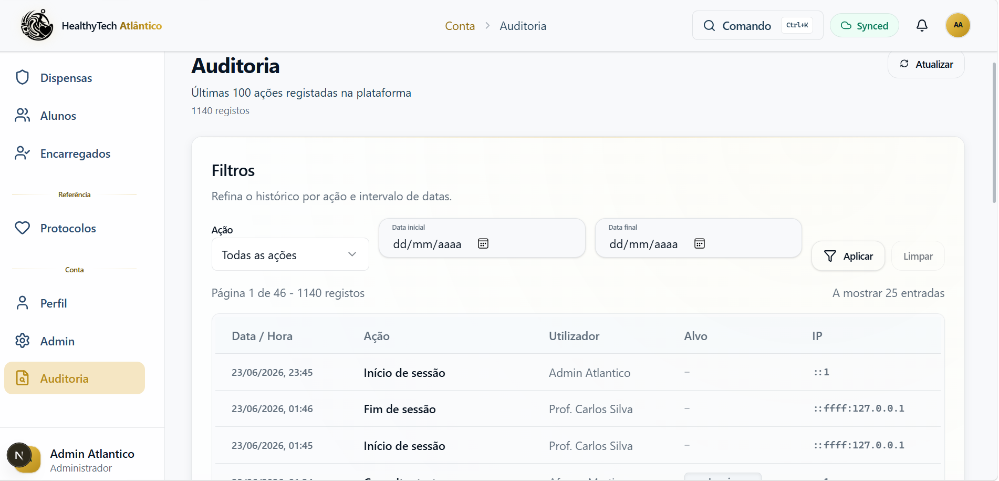 HealthyTech Atlântico
Conta > Auditoria
Comando Ctrl+K
Synced
AA
Dispensas
Alunos
Encarregados
Referência
Protocolos
Conta
Perfil
Admin
Auditoria
N
Admin Atlantico
Administrador
Auditoria
Atualizar
Últimas 100 ações registadas na plataforma
1140 registos
Filtros
Refina o histórico por ação e intervalo de datas.
Ação
Todas as ações
Data inicial
dd/mm/aaaa
Data final
dd/mm/aaaa
Aplicar
Limpar
Página 1 de 46 - 1140 registos
A mostrar 25 entradas
Data / Hora Ação Utilizador Alvo IP
23/06/2026, 23:45 Início de sessão Admin Atlantico – ::1
23/06/2026, 01:46 Fim de sessão Prof. Carlos Silva – ::ffff:127.0.0.1
23/06/2026, 01:45 Início de sessão Prof. Carlos Silva – ::ffff:127.0.0.1